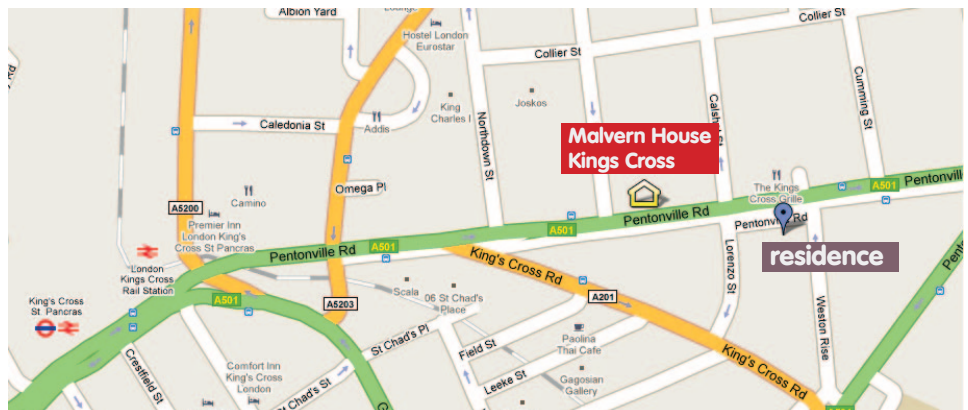 Albion Yard
Lounge
Hostel London
Eurostar
Collier St
Collier St
Cumming St
Calshot St
King
Charles I
Joskos
Northdown St
Caledonia St
Addis
Malvern House
Kings Cross
Omega Pl
Camino
A5200
Premier Inn
London King's
Cross St Pancras
The Kings
Cross Grille
A501
Pentonville
Pentonville Rd
Pentonville Rd
A501
A501
Pentonville Rd
residence
King's Cross Rd
Lorenzo St
London
Kings Cross
Rail Station
King's Cross
St. Pancras
A501
A5203
Scala
06 St Chad's
Place
A201
Weston Rise
St Chad's Pl
Field St
Paolina
Thai Cafe
King's Cross Rd
Crestfield St
Comfort Inn
King's Cross
London
Leeke St
Gagosian
Gallery
St Chad's St